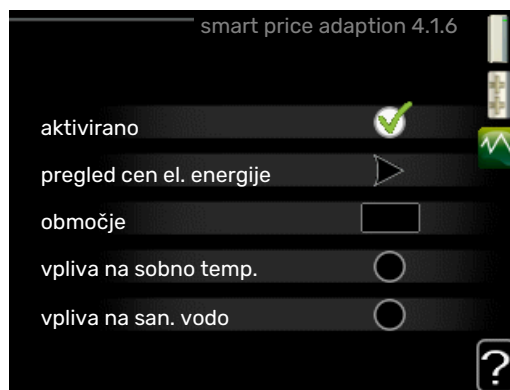 smart price adaption 4.1.6
aktivirano
pregled cen el. energije
območje
vpliva na sobno temp.
vpliva na san. vodo
?